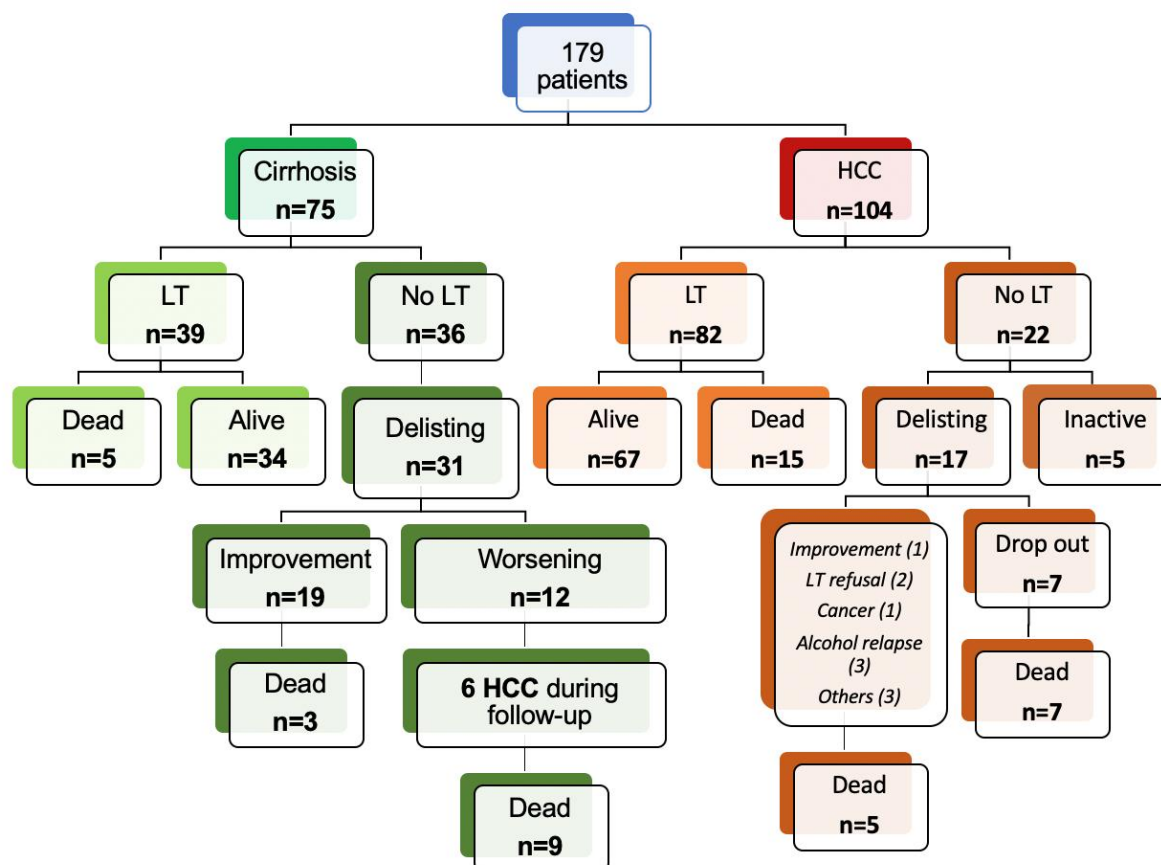 179
patients
Cirrhosis
n=75
HCC
n=104
LT
n=39
No LT
n=36
LT
n=82
No LT
n=22
Dead
n=5
Alive
n=34
Delisting
n=31
Alive
n=67
Dead
n=15
Delisting
n=17
Inactive
n=5
Improvement
n=19
Worsening
n=12
Improvement (1)
LT refusal (2)
Cancer (1)
Alcohol relapse
(3)
Others (3)
Drop out
n=7
Dead
n=3
6 HCC during
follow-up
Dead
n=7
Dead
n=9
Dead
n=5